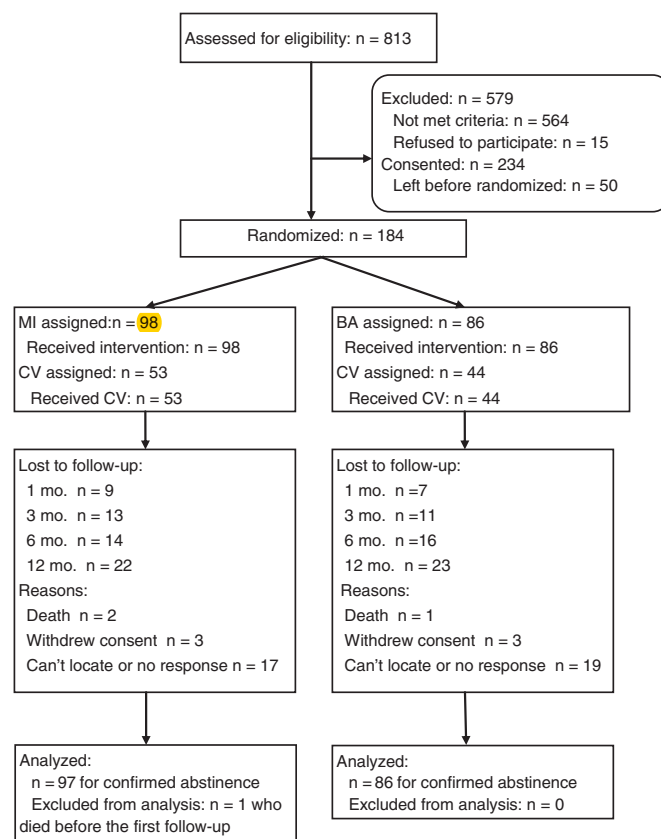 Assessed for eligibility: n = 813
Excluded: n = 579
Not met criteria: n = 564
Refused to participate: n = 15
Consented: n = 234
Left before randomized: n = 50
Randomized: n = 184
MI assigned:n = 98
Received intervention: n = 98
CV assigned: n = 53
Received CV: n = 53
BA assigned: n = 86
Received intervention: n = 86
CV assigned: n = 44
Received CV: n = 44
Lost to follow-up:
1 mo. n = 9
3 mo. n = 13
6 mo. n = 14
12 mo. n = 22
Reasons:
Death n = 2
Withdrew consent n = 3
Can't locate or no response n = 17
Lost to follow-up:
1 mo. n =7
3 mo. n =11
6 mo. n =16
12 mo. n = 23
Reasons:
Death n = 1
Withdrew consent n = 3
Can't locate or no response n = 19
Analyzed:
n = 97 for confirmed abstinence
Excluded from analysis: n = 1 who
died before the first follow-up
Analyzed:
n = 86 for confirmed abstinence
Excluded from analysis: n = 0